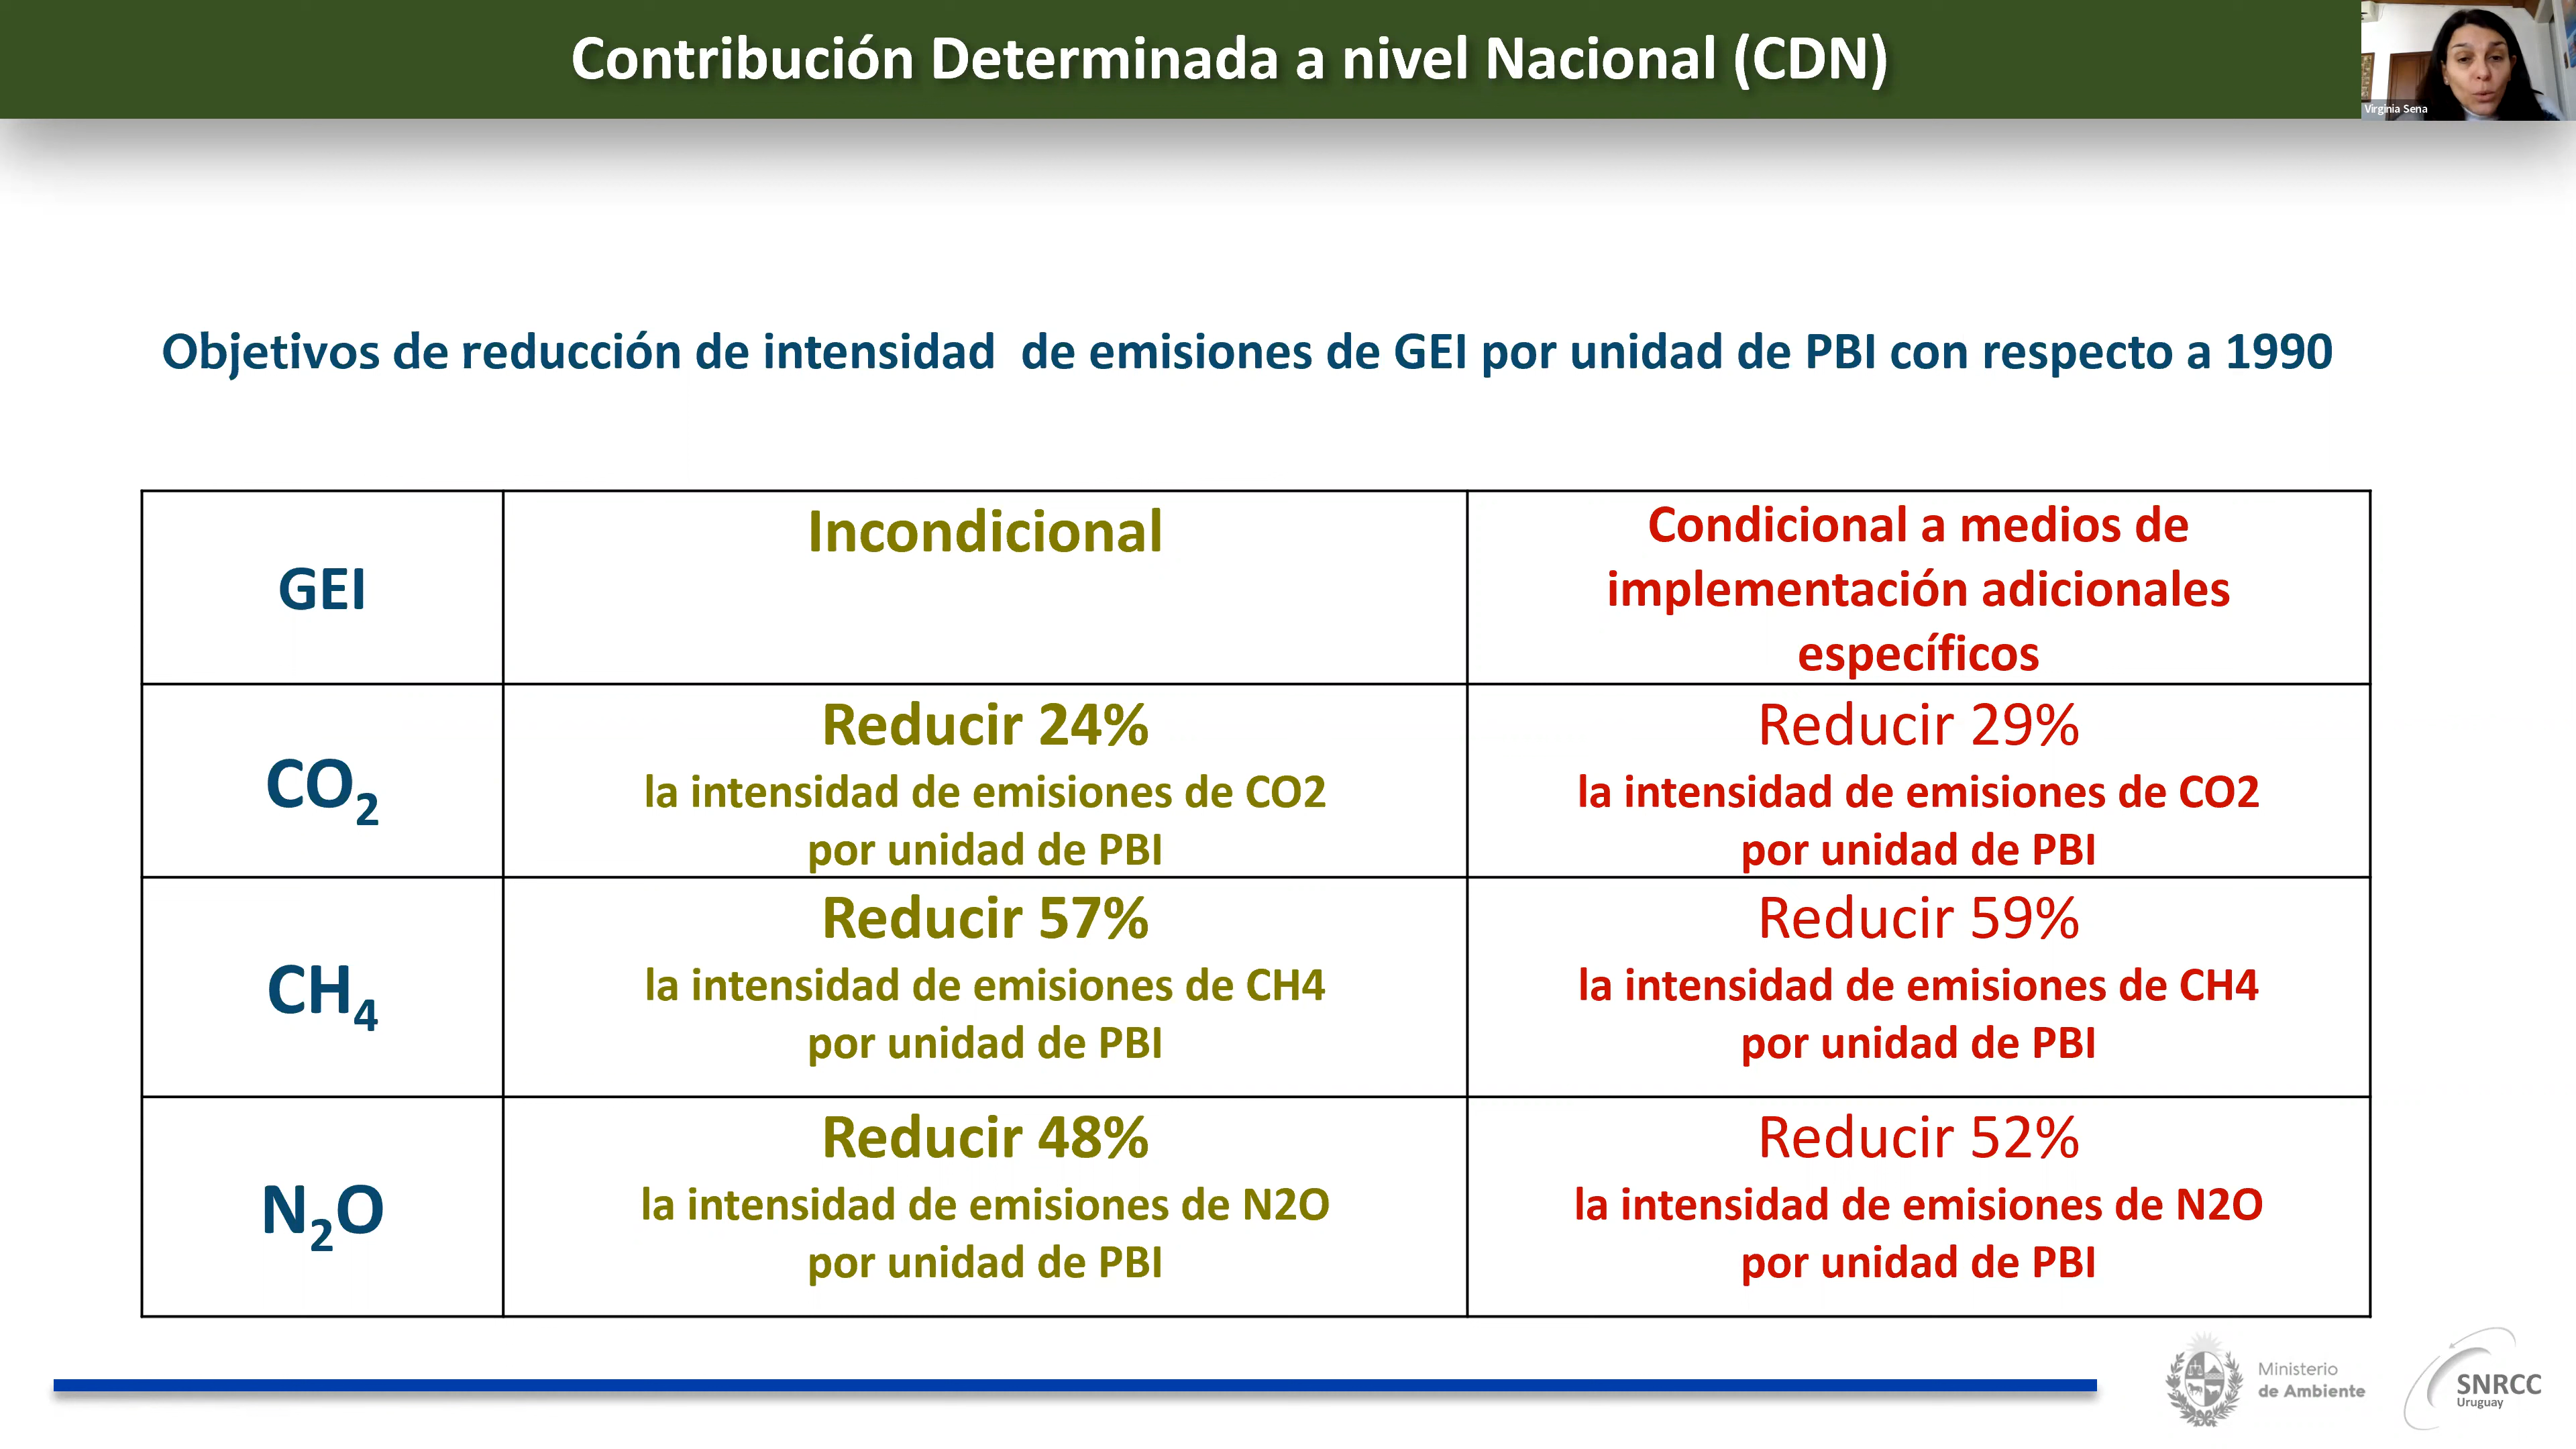 Contribución Determinada a nivel Nacional (CDN)
Virginia Sena
Objetivos de reducción de intensidad  de emisiones de GEI por unidad de PBI con respecto a 1990
GEI
Incondicional
Condicional a medios de
implementación adicionales
específicos
CO₂
Reducir 24%
la intensidad de emisiones de CO2
por unidad de PBI
Reducir 29%
la intensidad de emisiones de CO2
por unidad de PBI
CH₄
Reducir 57%
la intensidad de emisiones de CH4
por unidad de PBI
Reducir 59%
la intensidad de emisiones de CH4
por unidad de PBI
N₂O
Reducir 48%
la intensidad de emisiones de N2O
por unidad de PBI
Reducir 52%
la intensidad de emisiones de N2O
por unidad de PBI
Ministerio
de Ambiente
SNRCC
Uruguay